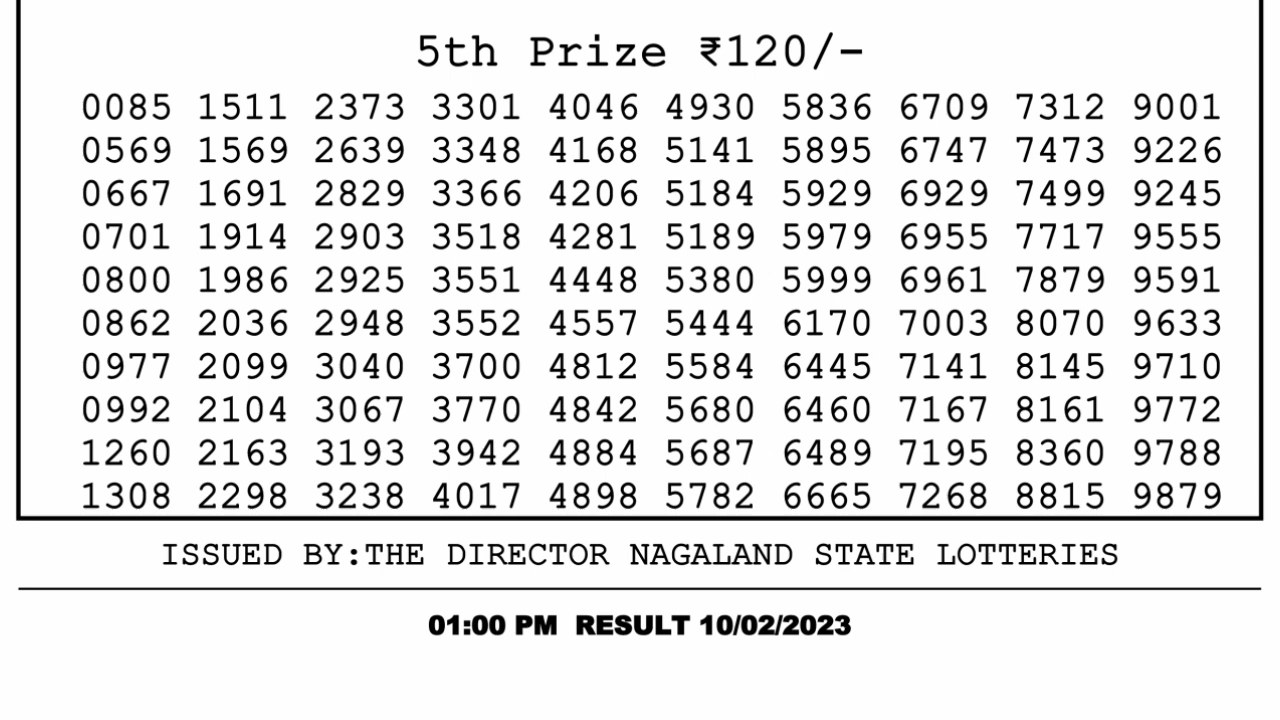 5th Prize ₹120/-
0085 1511 2373 3301 4046 4930 5836 6709 7312 9001
0569 1569 2639 3348 4168 5141 5895 6747 7473 9226
0667 1691 2829 3366 4206 5184 5929 6929 7499 9245
0701 1914 2903 3518 4281 5189 5979 6955 7717 9555
0800 1986 2925 3551 4448 5380 5999 6961 7879 9591
0862 2036 2948 3552 4557 5444 6170 7003 8070 9633
0977 2099 3040 3700 4812 5584 6445 7141 8145 9710
0992 2104 3067 3770 4842 5680 6460 7167 8161 9772
1260 2163 3193 3942 4884 5687 6489 7195 8360 9788
1308 2298 3238 4017 4898 5782 6665 7268 8815 9879
ISSUED BY:THE DIRECTOR NAGALAND STATE LOTTERIES
01:00 PM RESULT 10/02/2023